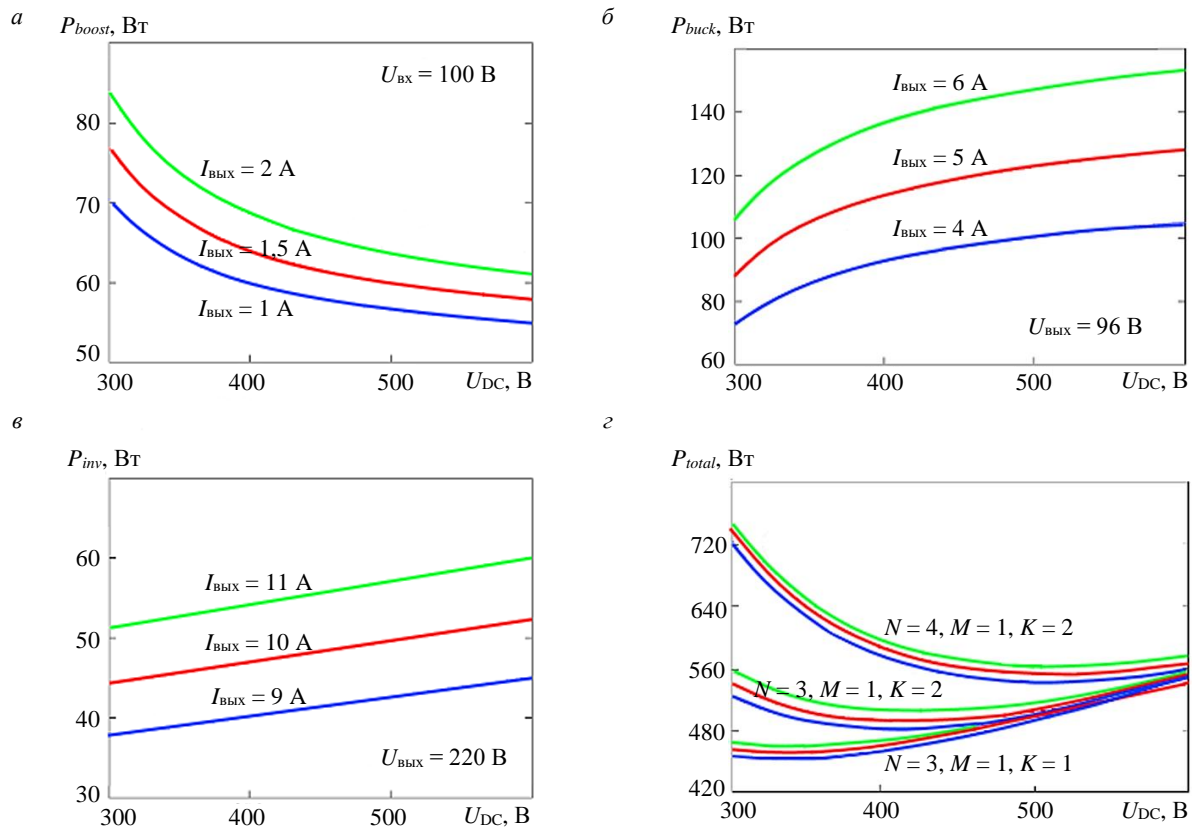 а
P_boost, Вт
U_вх = 100 В
80
70
60
50
I_вых = 2 А
I_вых = 1,5 А
I_вых = 1 А
300 400 500 U_DC, В
б
P_buck, Вт
140
120
100
80
60
I_вых = 6 А
I_вых = 5 А
I_вых = 4 А
U_вых = 96 В
300 400 500 U_DC, В
в
P_inv, Вт
60
50
40
30
I_вых = 11 А
I_вых = 10 А
I_вых = 9 А
U_вых = 220 В
300 400 500 U_DC, В
г
P_total, Вт
720
640
560
480
420
N = 4, M = 1, K = 2
N = 3, M = 1, K = 2
N = 3, M = 1, K = 1
300 400 500 U_DC, В